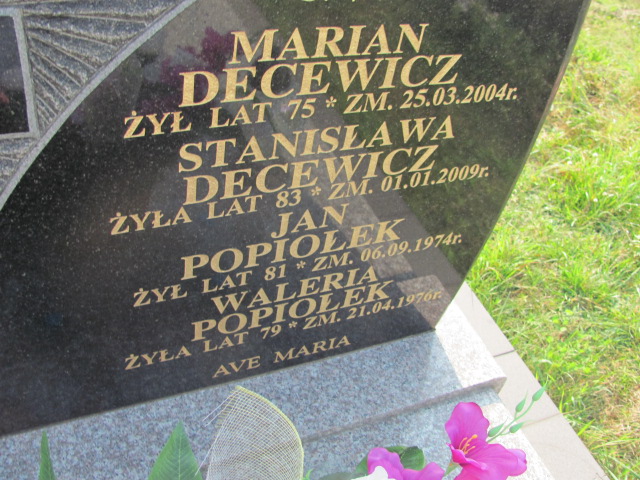 MARIAN
DECEWICZ
ŻYŁ LAT 75 * ZM. 25.03.2004r.
STANISŁAWA
DECEWICZ
ŻYŁA LAT 83 * ZM. 01.01.2009r.
JAN
POPIOŁEK
ŻYŁ LAT 81 * ZM. 06.09.1974r.
WALERIA
POPIOŁEK
ŻYŁA LAT 79 * ZM. 21.04.1976r.
AVE MARIA